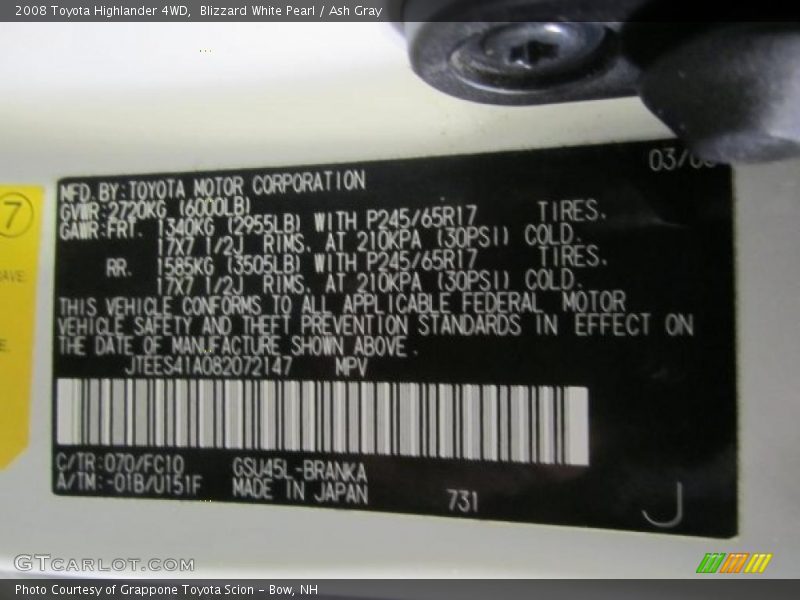 2008 Toyota Highlander 4WD, Blizzard White Pearl / Ash Gray
03/0
7
AVE.
E.
MFD. BY: TOYOTA MOTOR CORPORATION
GVWR: 2720KG (6000LB)
GAWR: FRT. 1340KG (2955LB) WITH P245/65R17 TIRES.
17X7 1/2J RIMS. AT 210KPA (30PSI) COLD.
RR. 1585KG (3505LB) WITH P245/65R17 TIRES.
17X7 1/2J RIMS. AT 210KPA (30PSI) COLD.
THIS VEHICLE CONFORMS TO ALL APPLICABLE FEDERAL MOTOR
VEHICLE SAFETY AND THEFT PREVENTION STANDARDS IN EFFECT ON
THE DATE OF MANUFACTURE SHOWN ABOVE.
JTEES41A082072147 MPV
C/TR: 070/FC10 GSU45L-BRANKA
A/TM: -01B/U151F MADE IN JAPAN
731
J
GTCARLOT.COM
Photo Courtesy of Grappone Toyota Scion - Bow, NH